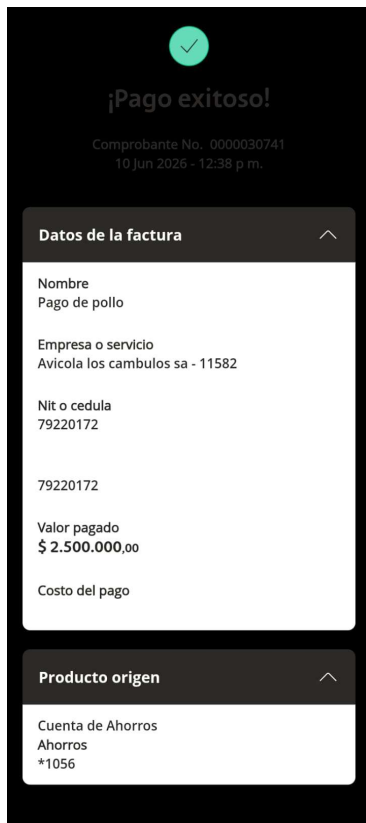 ¡Pago exitoso!
Comprobante No. 0000030741
10 Jun 2026 - 12:38 p m.
Datos de la factura
Nombre
Pago de pollo
Empresa o servicio
Avicola los cambulos sa - 11582
Nit o cedula
79220172
79220172
Valor pagado
$ 2.500.000,00
Costo del pago
Producto origen
Cuenta de Ahorros
Ahorros
*1056